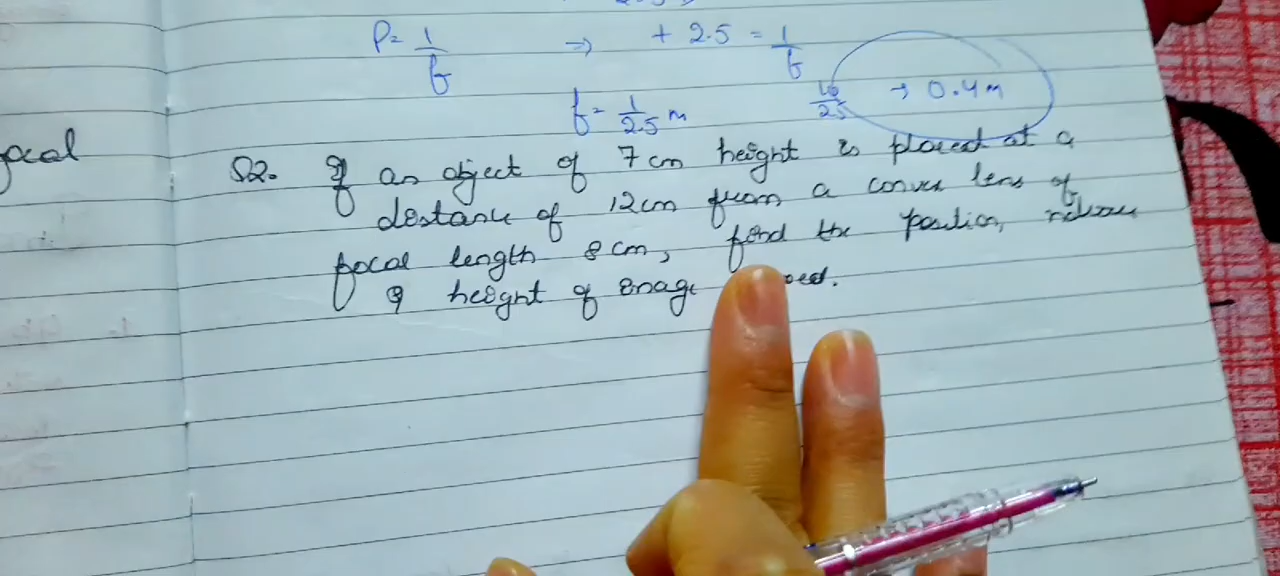 P = 1/f ⇒ + 2.5 = 1/f
f = 1/2.5 m 10/25 → 0.4 m
ocal
Q2. If an object of 7 cm height is placed at a
distance of 12 cm from a convex lens of
focal length 8 cm, find the position, nature
& height of image